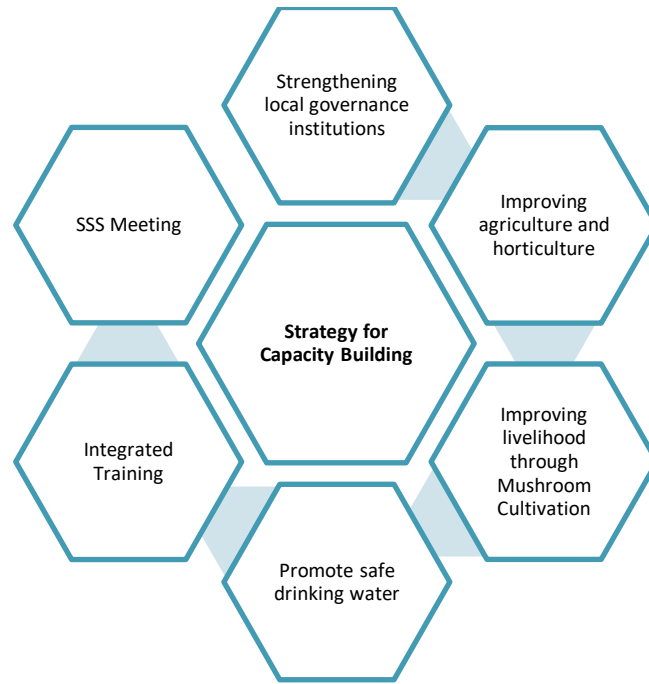 Strengthening
local governance
institutions
Improving
agriculture and
horticulture
Improving
livelihood
through
Mushroom
Cultivation
Promote safe
drinking water
Integrated
Training
SSS Meeting
Strategy for
Capacity Building